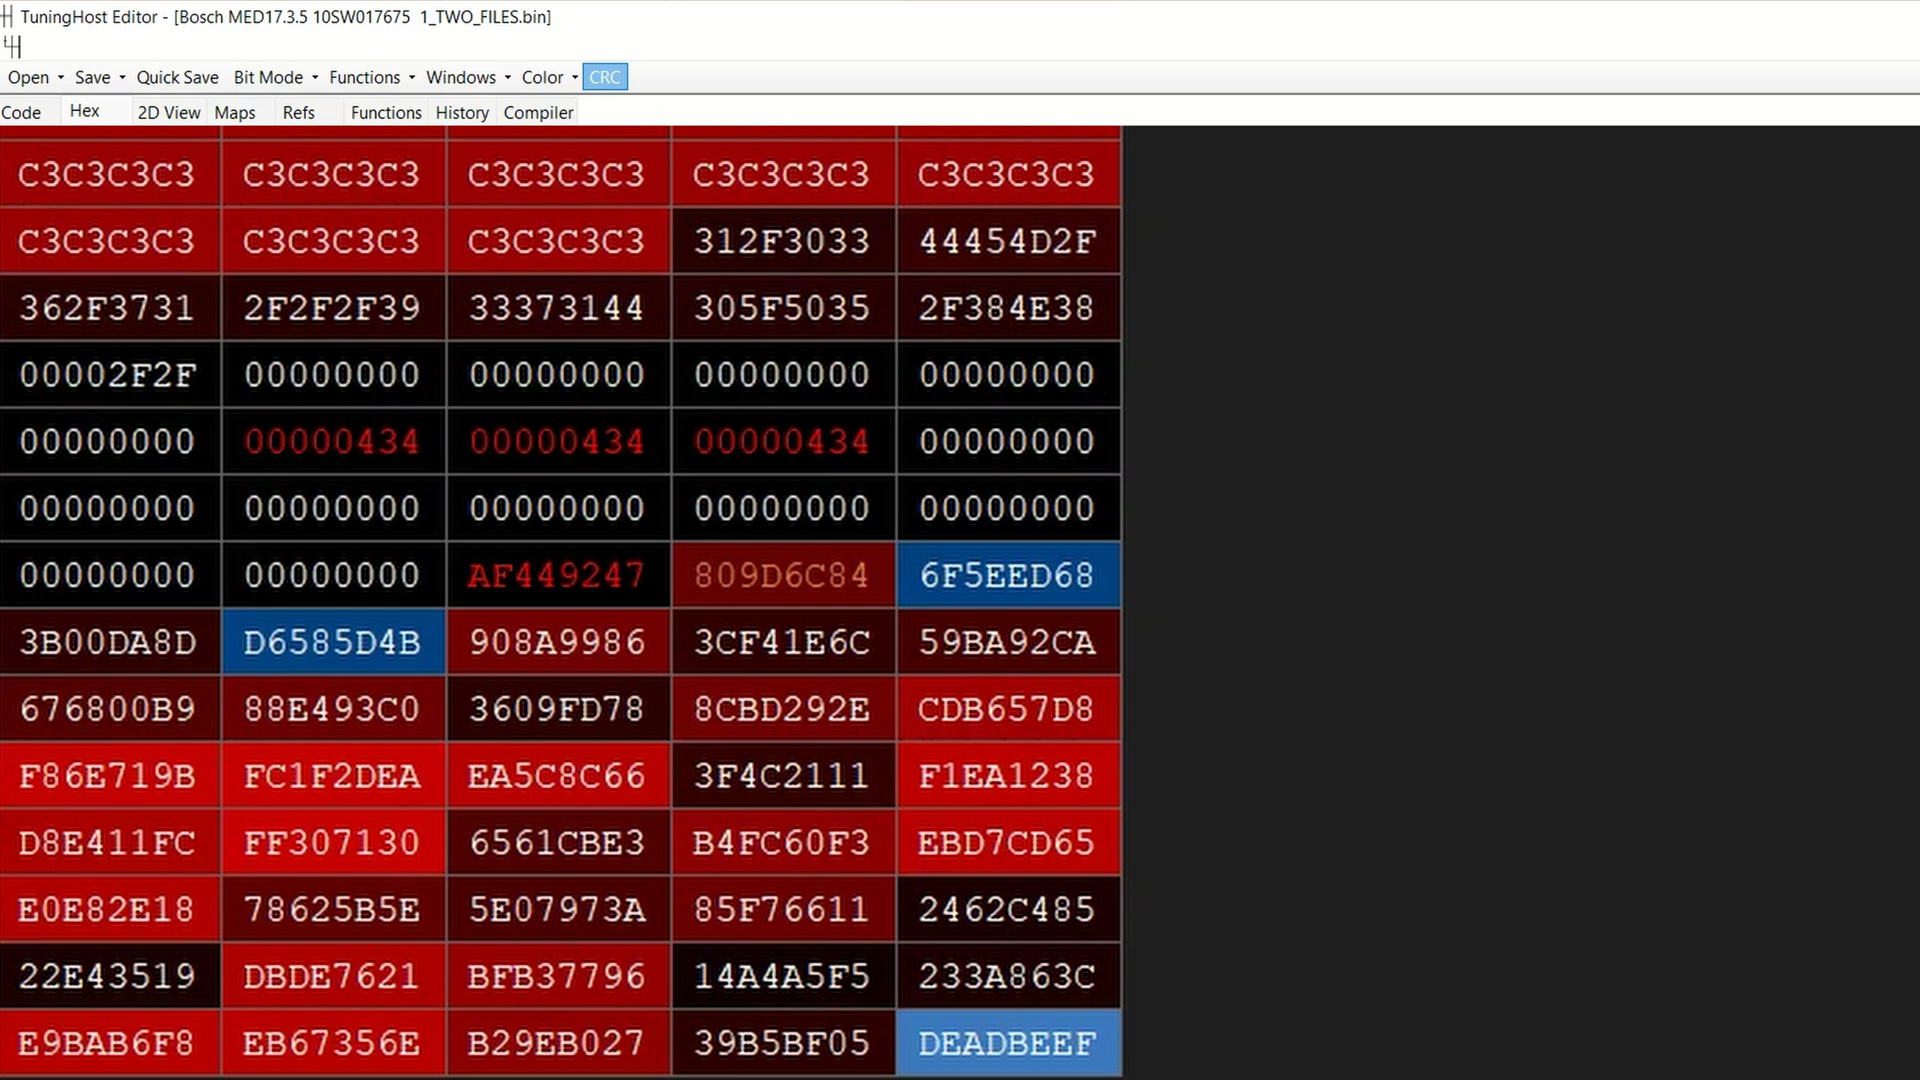 TuningHost Editor - [Bosch MED17.3.5 10SW017675  1_TWO_FILES.bin]
Open Save Quick Save Bit Mode Functions Windows Color CRC
Code Hex 2D View Maps Refs Functions History Compiler
C3C3C3C3 C3C3C3C3 C3C3C3C3 C3C3C3C3 C3C3C3C3
C3C3C3C3 C3C3C3C3 C3C3C3C3 312F3033 44454D2F
362F3731 2F2F2F39 33373144 305F5035 2F384E38
00002F2F 00000000 00000000 00000000 00000000
00000000 00000434 00000434 00000434 00000000
00000000 00000000 00000000 00000000 00000000
00000000 00000000 AF449247 809D6C84 6F5EED68
3B00DA8D D6585D4B 908A9986 3CF41E6C 59BA92CA
676800B9 88E493C0 3609FD78 8CBD292E CDB657D8
F86E719B FC1F2DEA EA5C8C66 3F4C2111 F1EA1238
D8E411FC FF307130 6561CBE3 B4FC60F3 EBD7CD65
E0E82E18 78625B5E 5E07973A 85F76611 2462C485
22E43519 DBDE7621 BFB37796 14A4A5F5 233A863C
E9BAB6F8 EB67356E B29EB027 39B5BF05 DEADBEEF